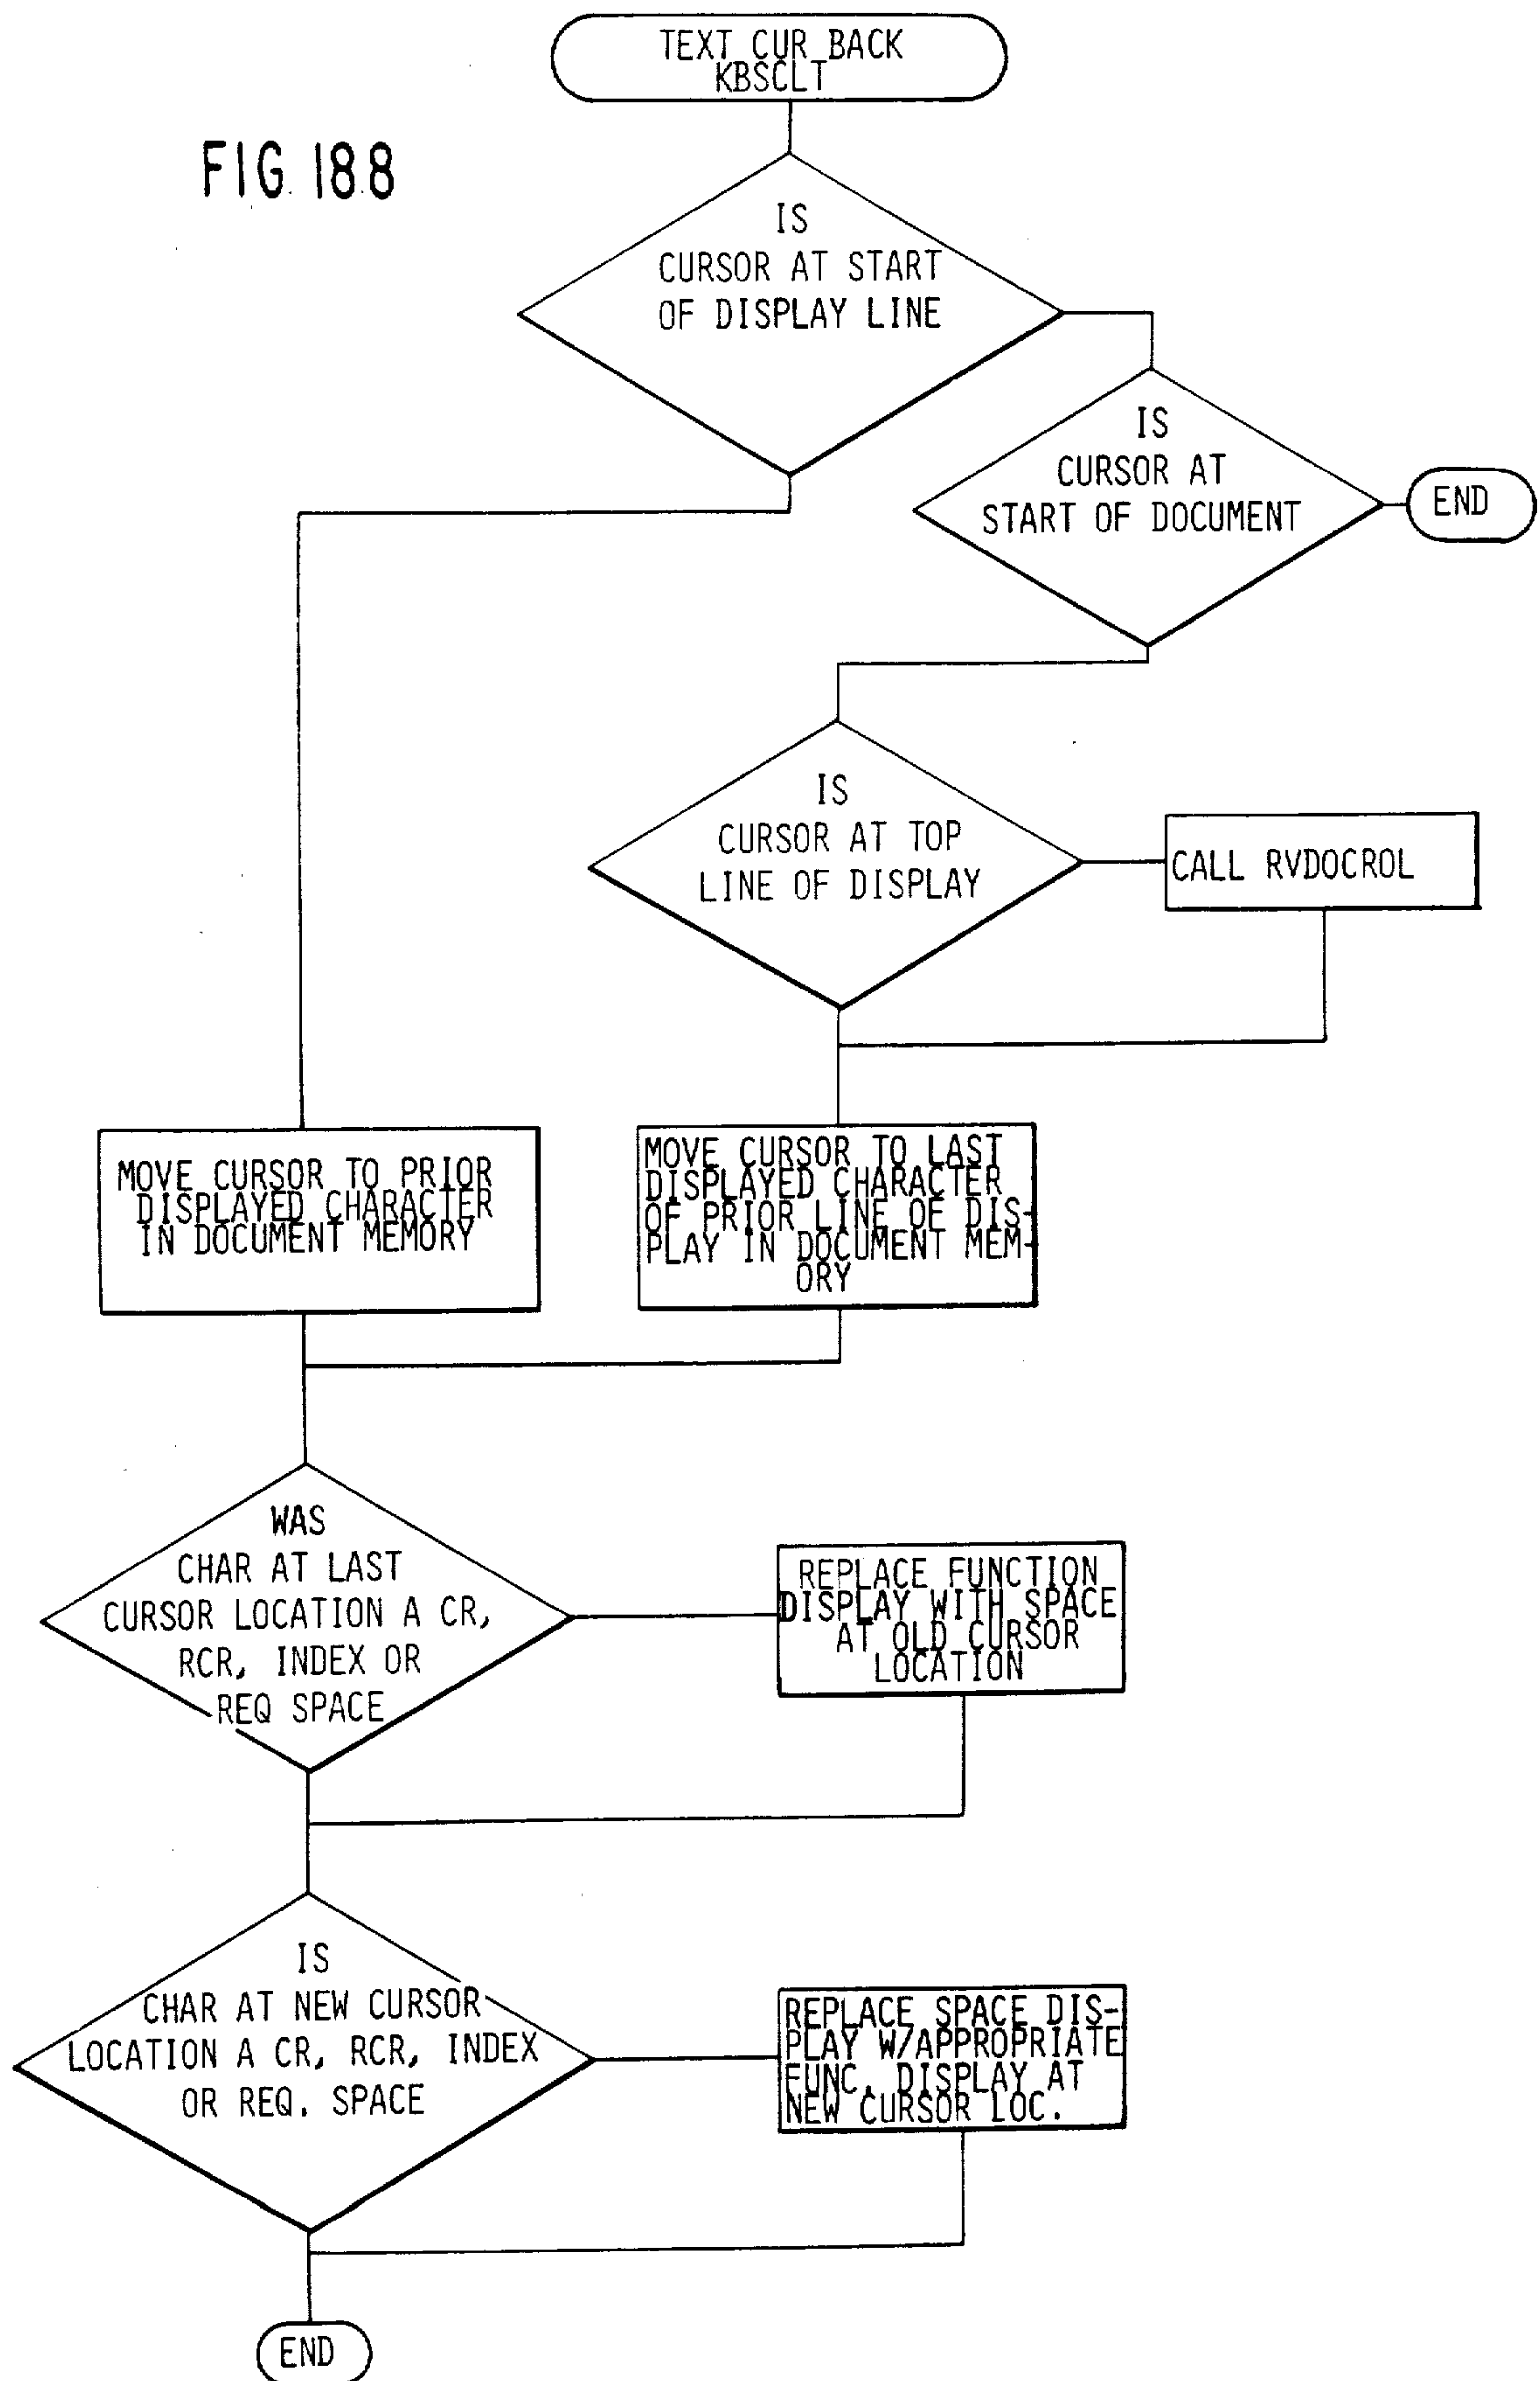 TEXT CUR BACK
KBSCLT
FIG. 18.8
IS
CURSOR AT START
OF DISPLAY LINE
IS
CURSOR AT
START OF DOCUMENT
END
IS
CURSOR AT TOP
LINE OF DISPLAY
CALL RVDOCROL
MOVE CURSOR TO PRIOR
DISPLAYED CHARACTER
IN DOCUMENT MEMORY
MOVE CURSOR TO LAST
DISPLAYED CHARACTER
OF PRIOR LINE OF DIS-
PLAY IN DOCUMENT MEM-
ORY
WAS
CHAR AT LAST
CURSOR LOCATION A CR,
RCR, INDEX OR
REQ SPACE
REPLACE FUNCTION
DISPLAY WITH SPACE
AT OLD CURSOR
LOCATION
IS
CHAR AT NEW CURSOR
LOCATION A CR, RCR, INDEX
OR REQ. SPACE
REPLACE SPACE DIS-
PLAY W/APPROPRIATE
FUNC. DISPLAY AT
NEW CURSOR LOC.
END